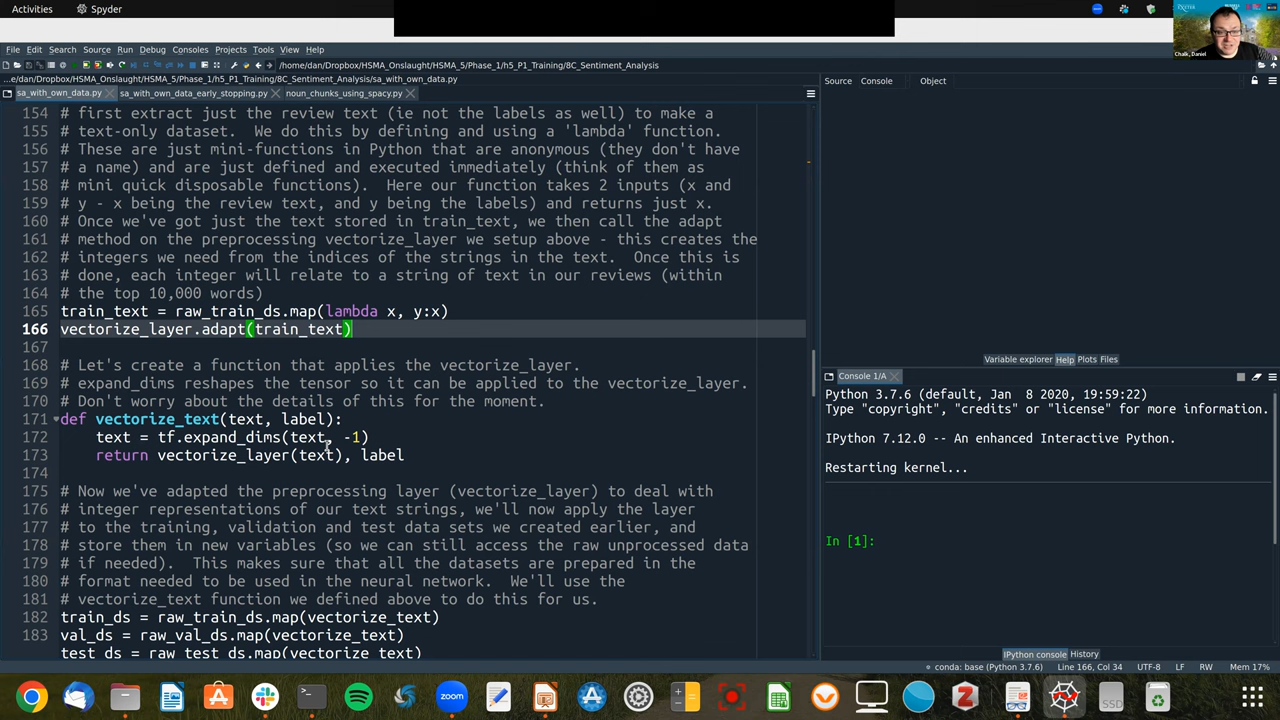 Activities Spyder
File Edit Search Source Run Debug Consoles Projects Tools View Help
/home/dan/Dropbox/HSMA_Onslaught/HSMA_5/Phase_1/h5_P1_Training/8C_Sentiment_Analysis
...e/dan/Dropbox/HSMA_Onslaught/HSMA_5/Phase_1/h5_P1_Training/8C_Sentiment_Analysis/sa_with_own_data.py
sa_with_own_data.py sa_with_own_data_early_stopping.py noun_chunks_using_spacy.py
154 # first extract just the review text (ie not the labels as well) to make a
155 # text-only dataset.  We do this by defining and using a 'lambda' function.
156 # These are just mini-functions in Python that are anonymous (they don't have
157 # a name) and are just defined and executed immediately (think of them as
158 # mini quick disposable functions).  Here our function takes 2 inputs (x and
159 # y - x being the review text, and y being the labels) and returns just x.
160 # Once we've got just the text stored in train_text, we then call the adapt
161 # method on the preprocessing vectorize_layer we setup above - this creates the
162 # integers we need from the indices of the strings in the text.  Once this is
163 # done, each integer will relate to a string of text in our reviews (within
164 # the top 10,000 words)
165 train_text = raw_train_ds.map(lambda x, y:x)
166 vectorize_layer.adapt(train_text)
167
168 # Let's create a function that applies the vectorize_layer.
169 # expand_dims reshapes the tensor so it can be applied to the vectorize_layer.
170 # Don't worry about the details of this for the moment.
171 def vectorize_text(text, label):
172 text = tf.expand_dims(text, -1)
173 return vectorize_layer(text), label
174
175 # Now we've adapted the preprocessing layer (vectorize_layer) to deal with
176 # integer representations of our text strings, we'll now apply the layer
177 # to the training, validation and test data sets we created earlier, and
178 # store them in new variables (so we can still access the raw unprocessed data
179 # if needed).  This makes sure that all the datasets are prepared in the
180 # format needed to be used in the neural network.  We'll use the
181 # vectorize_text function we defined above to do this for us.
182 train_ds = raw_train_ds.map(vectorize_text)
183 val_ds = raw_val_ds.map(vectorize_text)
test_ds = raw_test_ds.map(vectorize_text)
Chalk, Daniel
Source Console Object
Variable explorer Help Plots Files
Console 1/A
Python 3.7.6 (default, Jan  8 2020, 19:59:22)
Type "copyright", "credits" or "license" for more information.
IPython 7.12.0 -- An enhanced Interactive Python.
Restarting kernel...
In [1]:
IPython console History
conda: base (Python 3.7.6) Line 166, Col 34 UTF-8 LF RW Mem 17%
zoom
SSD